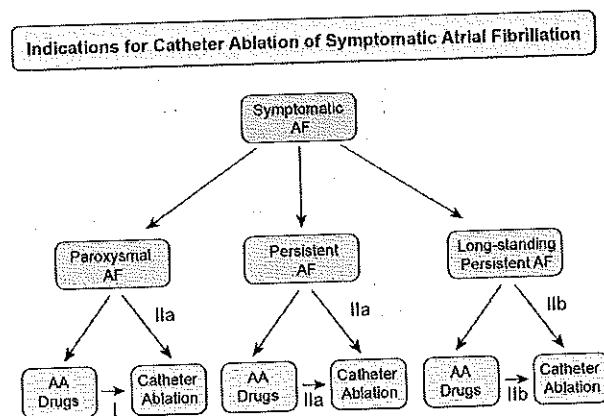 Indications for Catheter Ablation of Symptomatic Atrial Fibrillation
Symptomatic
AF
Paroxysmal
AF
Persistent
AF
Long-standing
Persistent AF
IIa
IIa
IIb
AA
Drugs
I
Catheter
Ablation
AA
Drugs
IIa
Catheter
Ablation
AA
Drugs
IIb
Catheter
Ablation